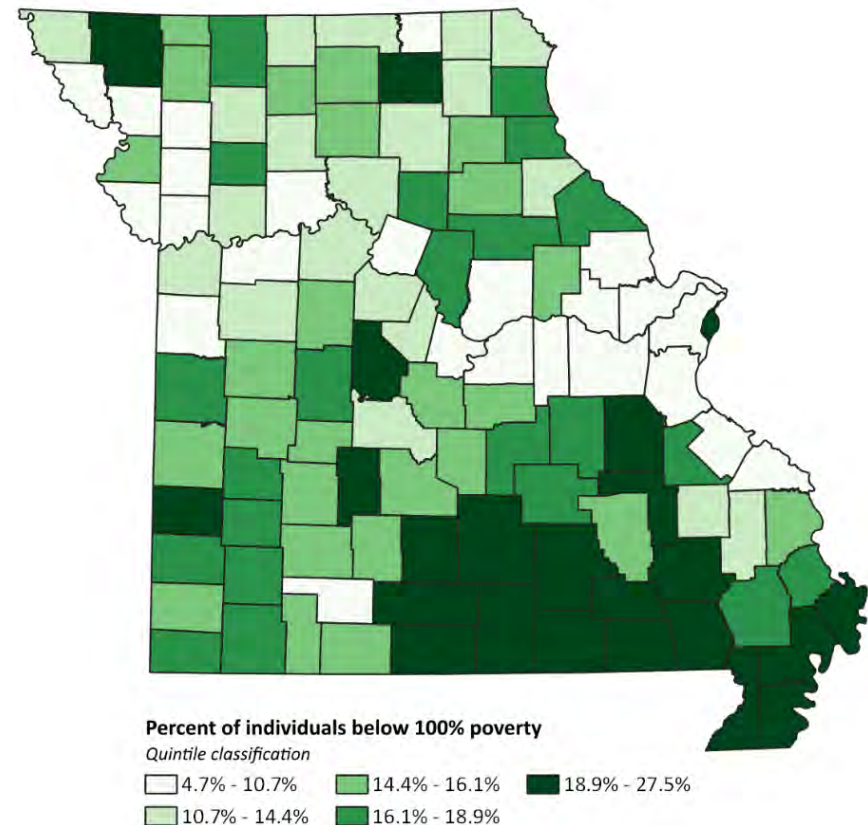 Percent of individuals below 100% poverty
Quintile classification
4.7% - 10.7% 14.4% - 16.1% 18.9% - 27.5%
10.7% - 14.4% 16.1% - 18.9%